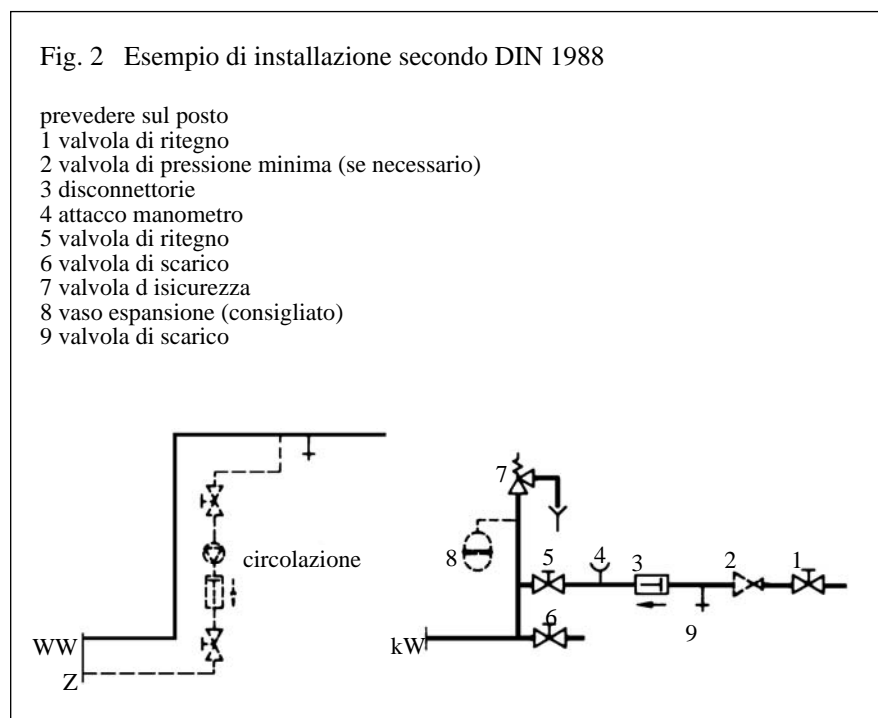 Fig. 2 Esempio di installazione secondo DIN 1988
prevedere sul posto
1 valvola di ritegno
2 valvola di pressione minima (se necessario)
3 disconnettorie
4 attacco manometro
5 valvola di ritegno
6 valvola di scarico
7 valvola d isicurezza
8 vaso espansione (consigliato)
9 valvola di scarico
7
8
5
4
3
2
1
circolazione
6
9
WW
kW
Z